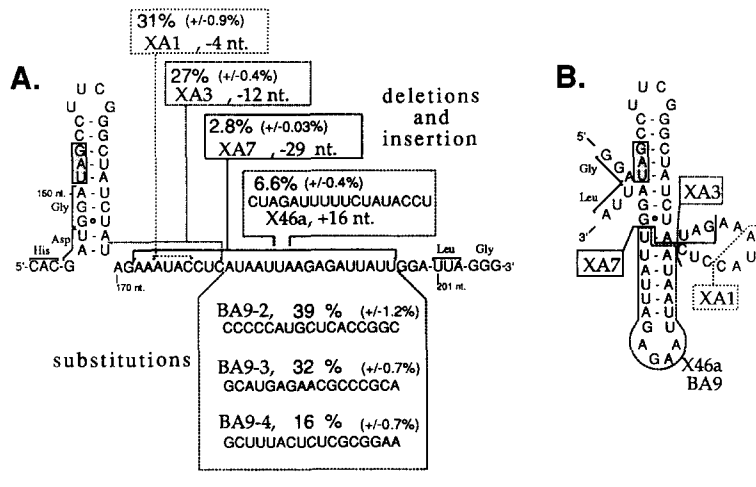 31% (+/-0.9%)
XA1 , -4 nt.
27% (+/-0.4%)
XA3 , -12 nt.
2.8% (+/-0.03%)
XA7 , -29 nt.
6.6% (+/-0.4%)
CUAGAUUUUUCUAUACCU
X46a, +16 nt.
deletions and
insertion
A.
U C
U G
C - G
C - G
G - C
A - U
U - A
A - U
G - C
G U
150 nt.
Gly
Asp
His
5'-CAC-G
AGAAAUACCUCAUAAUUAAGAGAUUAUUGGA-UUA-GGG-3'
170 nt.
Leu
Gly
201 nt.
BA9-2, 39 % (+/-1.2%)
CCCCCAUGCUCACCGGC
BA9-3, 32 % (+/-0.7%)
GCAUGAGAACGCCCGCA
BA9-4, 16 % (+/-0.7%)
GCUUUACUCUCGCGGAA
substitutions
B.
5'
Gly
Leu
3'
XA3
XA7
XA1
X46a
BA9